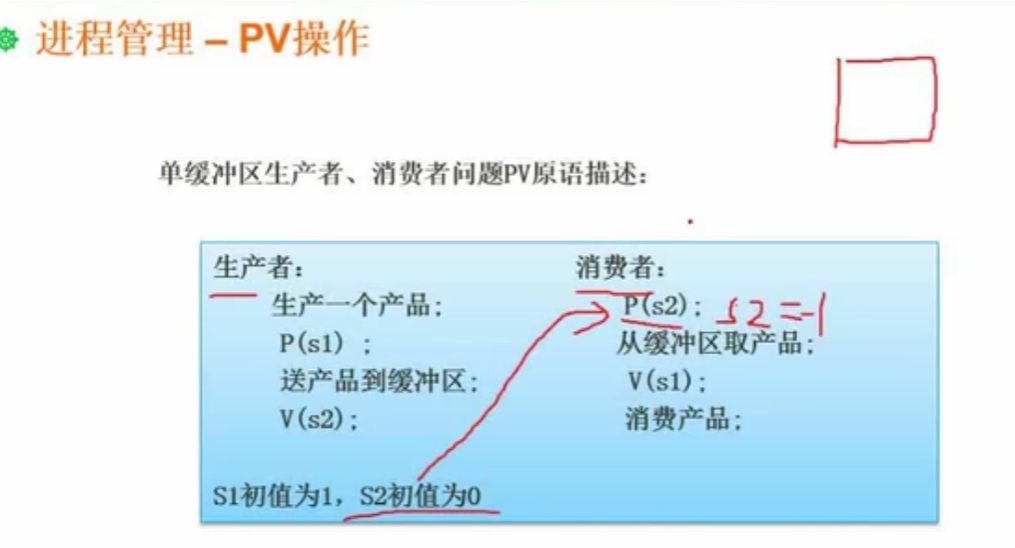 进程管理 – PV操作
单缓冲区生产者、消费者问题PV原语描述：
生产者：
生产一个产品；
P(s1) ；
送产品到缓冲区；
V(s2)；
消费者：
P(s2)； s2=-1
从缓冲区取产品；
V(s1)；
消费产品；
S1初值为1，S2初值为0